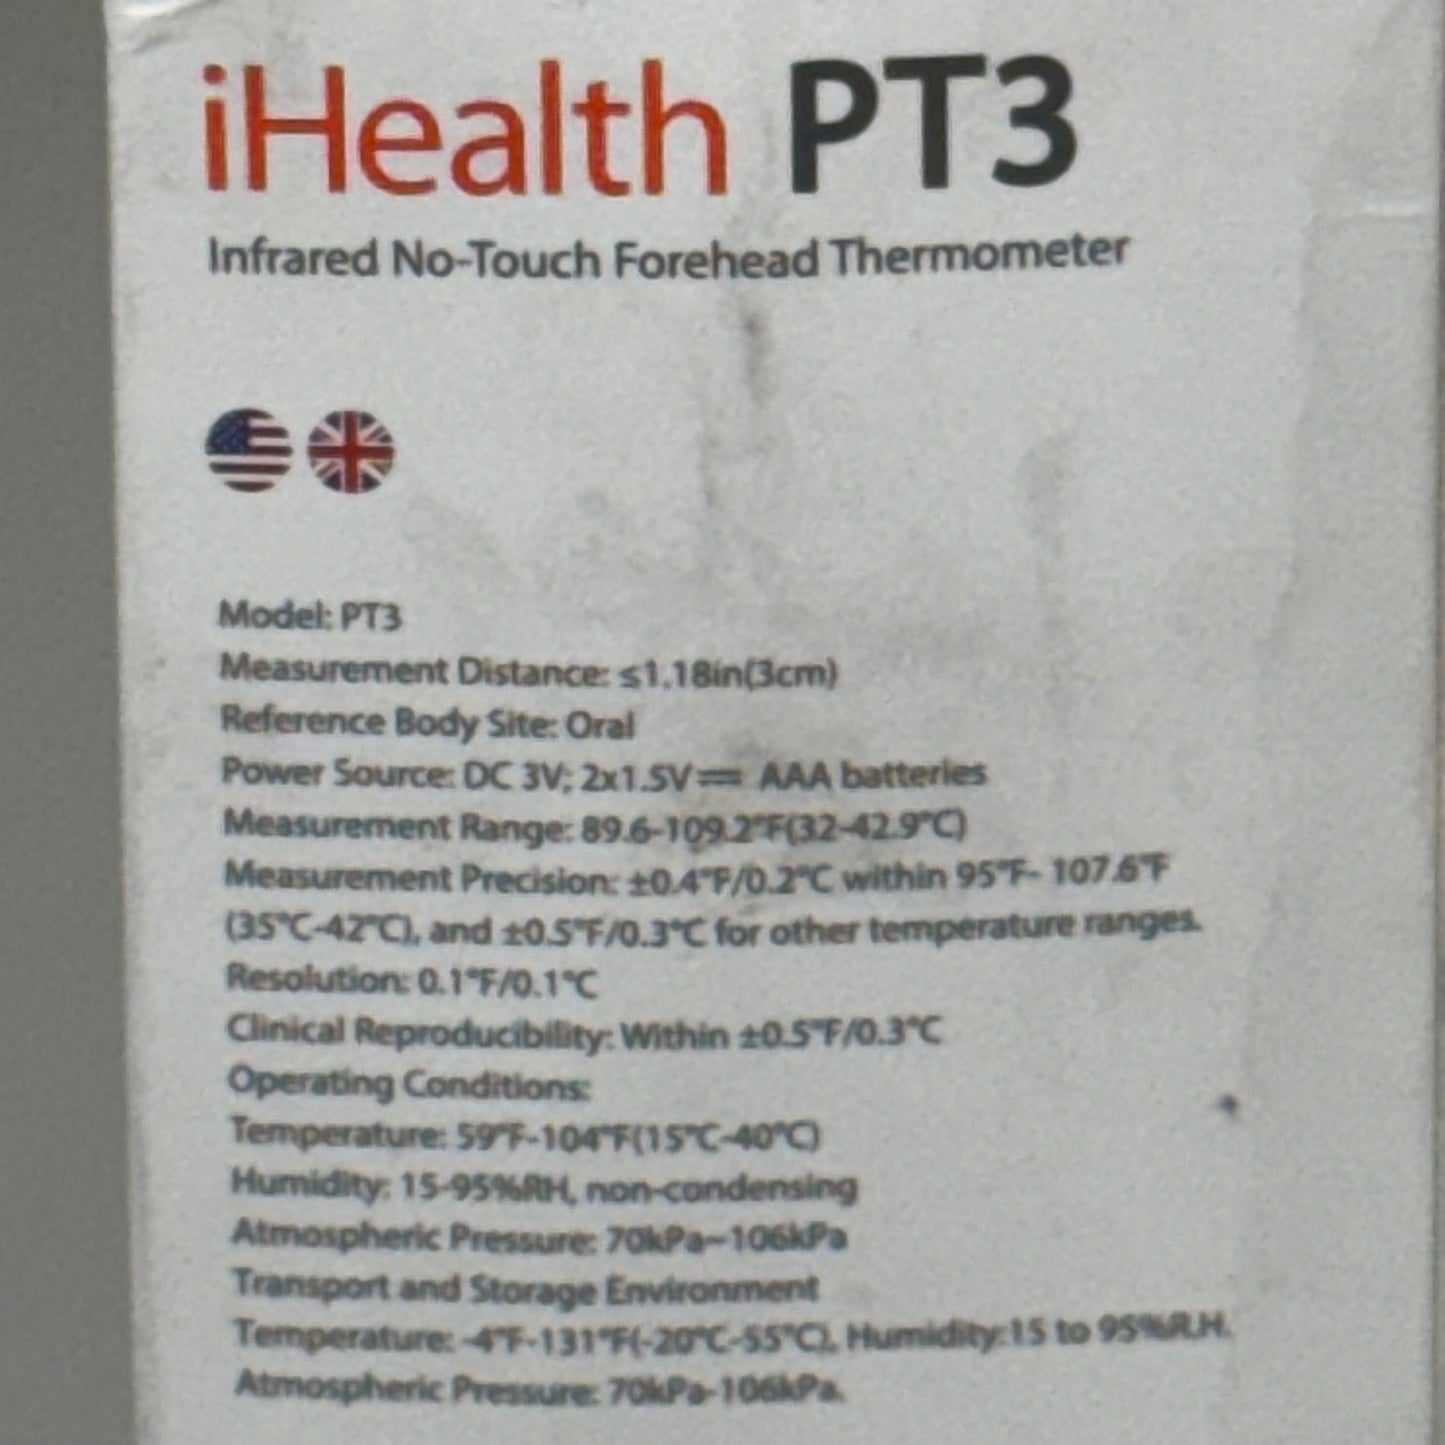 iHealth PT3
Infrared No-Touch Forehead Thermometer
Model: PT3
Measurement Distance: ≤1.18in(3cm)
Reference Body Site: Oral
Power Source: DC 3V; 2x1.5V⎓ AAA batteries
Measurement Range: 89.6-109.2°F(32-42.9°C)
Measurement Precision: ±0.4°F/0.2°C within 95°F- 107.6°F
(35°C-42°C), and ±0.5°F/0.3°C for other temperature ranges.
Resolution: 0.1°F/0.1°C
Clinical Reproducibility: Within ±0.5°F/0.3°C
Operating Conditions:
Temperature: 59°F-104°F(15°C-40°C)
Humidity: 15-95%RH, non-condensing
Atmospheric Pressure: 70kPa~106kPa
Transport and Storage Environment
Temperature: -4°F-131°F(-20°C-55°C), Humidity:15 to 95%R.H.
Atmospheric Pressure: 70kPa-106kPa.